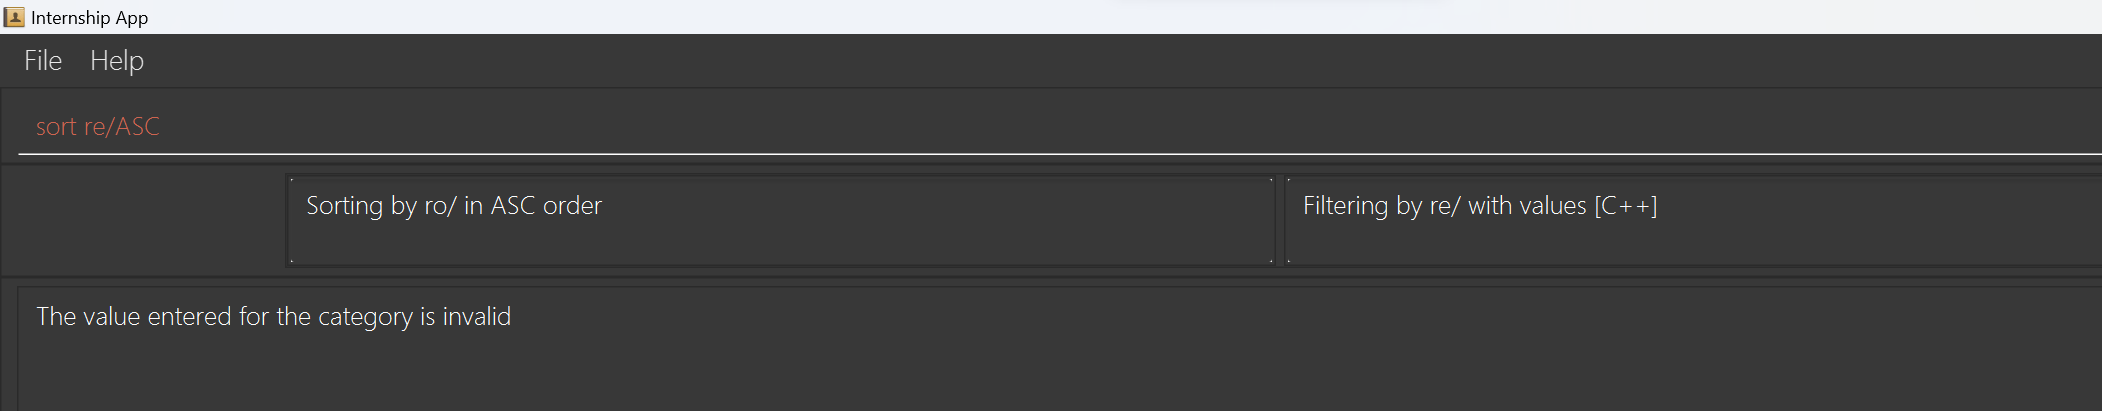 Internship App
File Help
sort re/ASC
Sorting by ro/ in ASC order
Filtering by re/ with values [C++]
The value entered for the category is invalid